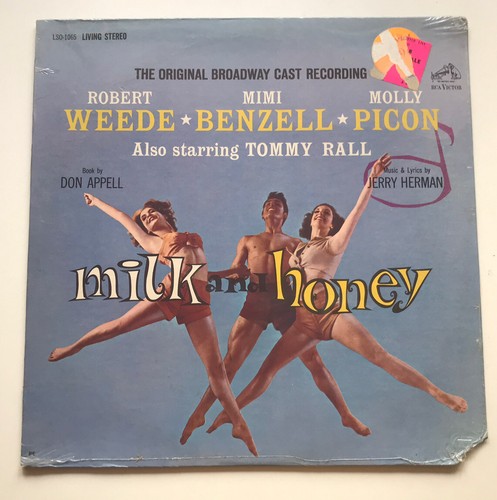 LSO-1065 LIVING STEREO
THE ORIGINAL BROADWAY CAST RECORDING
RCA VICTOR
ROBERT MIMI MOLLY
WEEDE ★ BENZELL ★ PICON
Also starring TOMMY RALL
Book by
DON APPELL
Music & Lyrics by
JERRY HERMAN
milk and honey